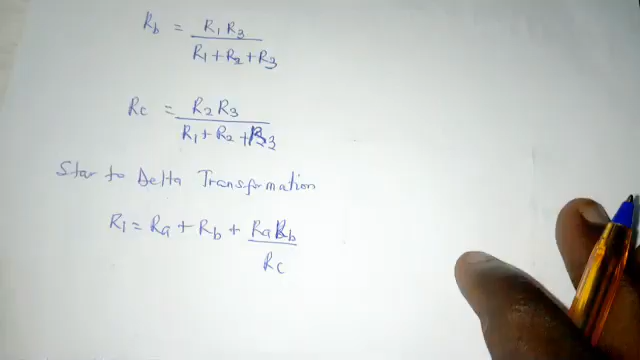 Rb = R1 R3 / R1 + R2 + R3
Rc = R2 R3 / R1 + R2 + R3
Star to Delta Transformation
R1 = Ra + Rb + Ra Rb / Rc